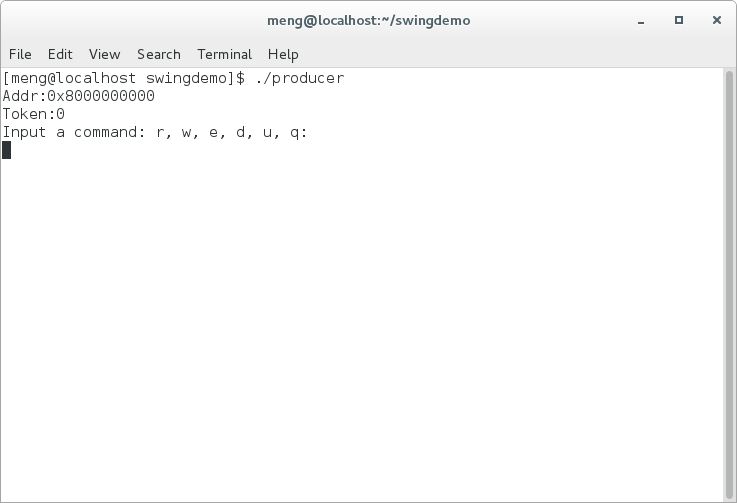 meng@localhost:~/swingdemo
File Edit View Search Terminal Help
[meng@localhost swingdemo]$ ./producer
Addr:0x8000000000
Token:0
Input a command: r, w, e, d, u, q: